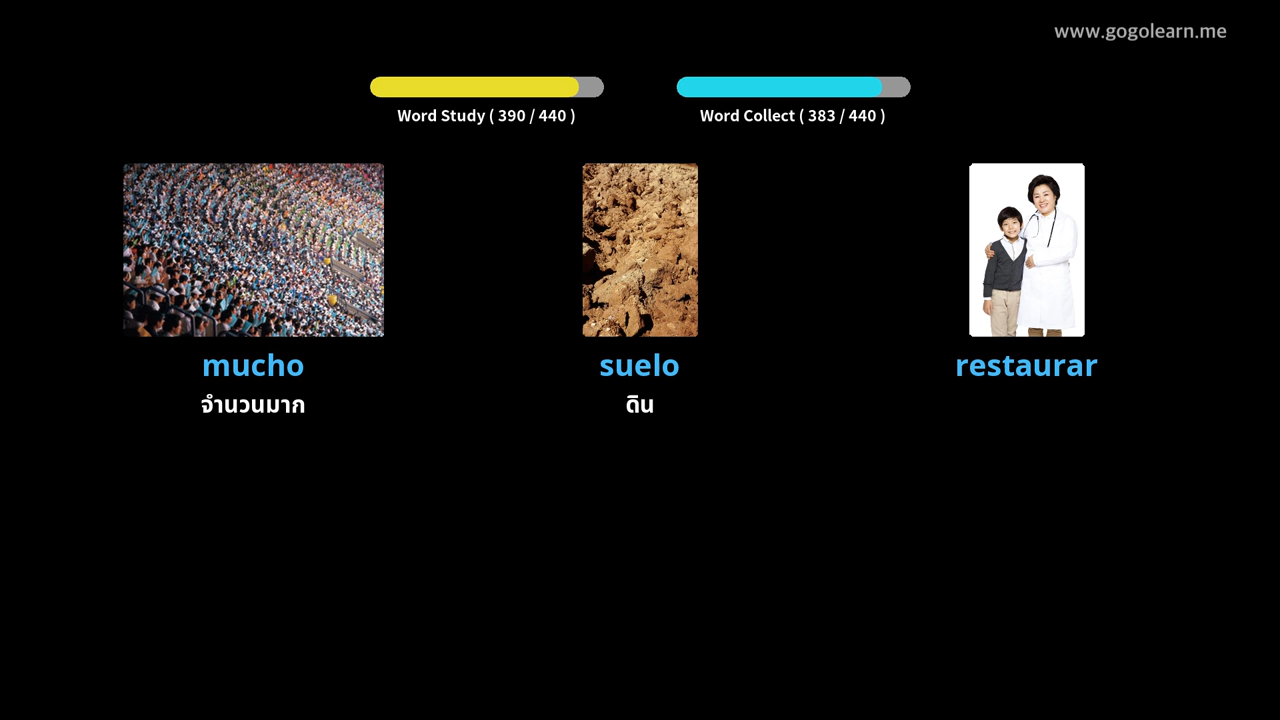 www.gogolearn.me
Word Study ( 390 / 440 )
Word Collect ( 383 / 440 )
mucho
จำนวนมาก
suelo
ดิน
restaurar